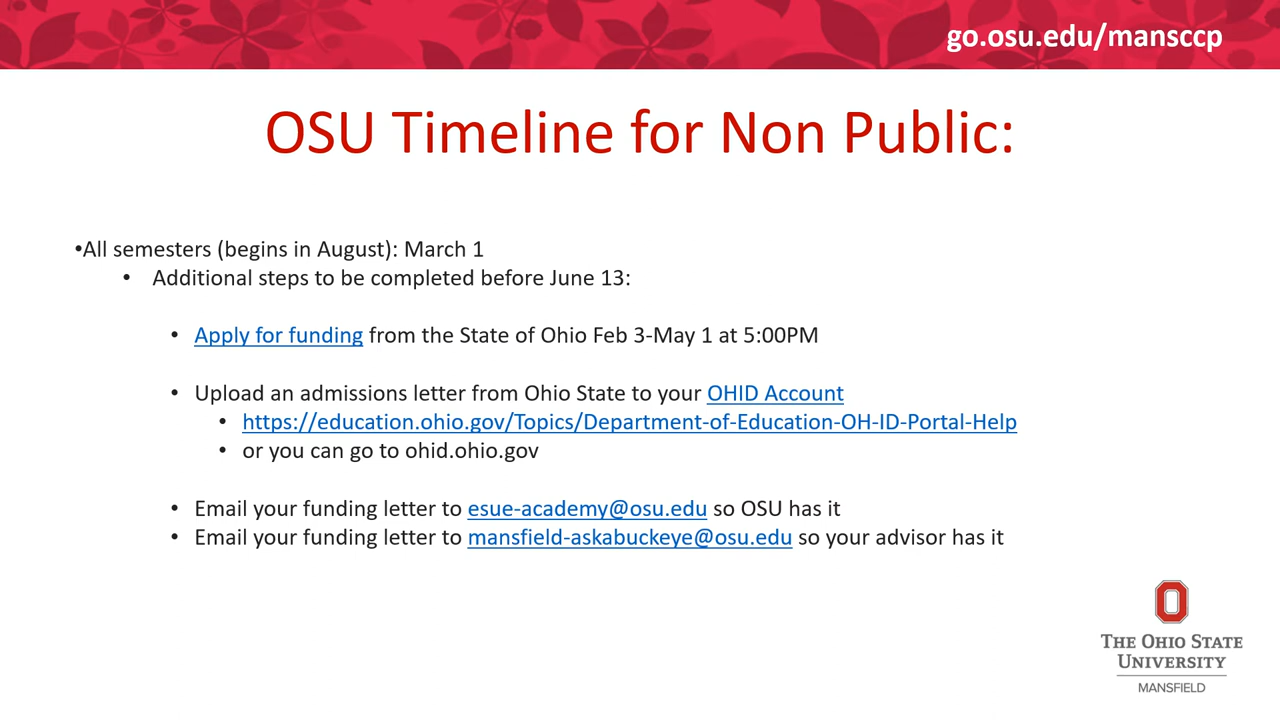 go.osu.edu/mansccp
OSU Timeline for Non Public:
•All semesters (begins in August): March 1
• Additional steps to be completed before June 13:
• Apply for funding from the State of Ohio Feb 3-May 1 at 5:00PM
• Upload an admissions letter from Ohio State to your OHID Account
• https://education.ohio.gov/Topics/Department-of-Education-OH-ID-Portal-Help
• or you can go to ohid.ohio.gov
• Email your funding letter to esue-academy@osu.edu so OSU has it
• Email your funding letter to mansfield-askabuckeye@osu.edu so your advisor has it
THE OHIO STATE
UNIVERSITY
MANSFIELD